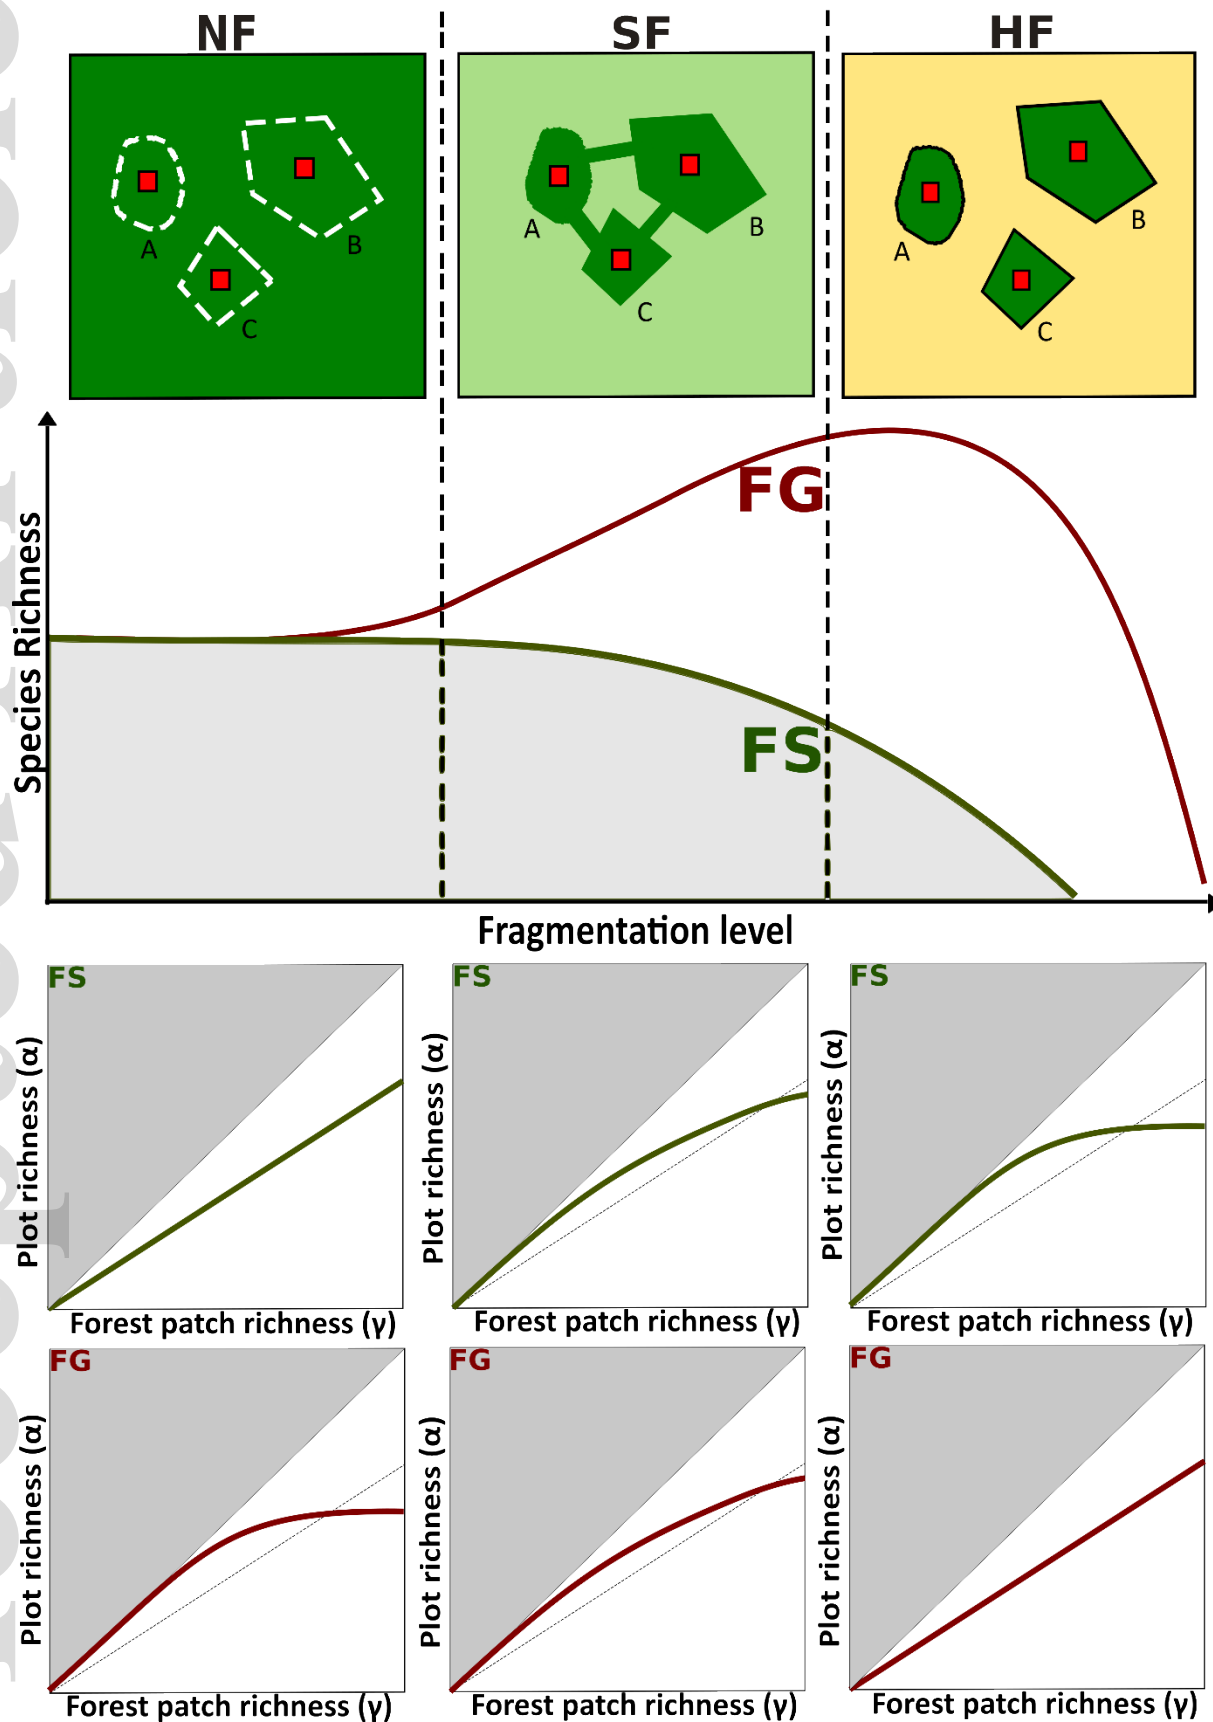 NF
SF
HF
A
B
C
A
B
C
A
B
C
Species Richness
FG
FS
Fragmentation level
FS
Plot richness (α)
Forest patch richness (γ)
FS
Plot richness (α)
Forest patch richness (γ)
FS
Plot richness (α)
Forest patch richness (γ)
FG
Plot richness (α)
Forest patch richness (γ)
FG
Plot richness (α)
Forest patch richness (γ)
FG
Plot richness (α)
Forest patch richness (γ)